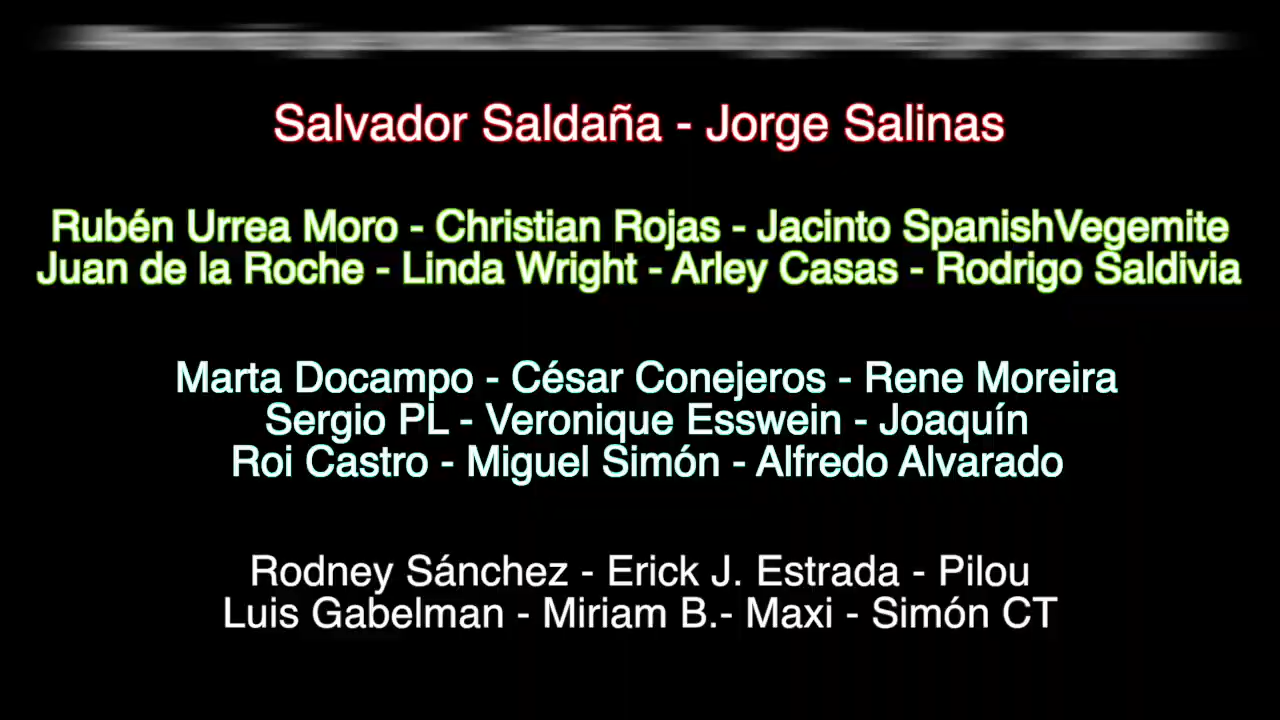 Salvador Saldaña - Jorge Salinas
Rubén Urrea Moro - Christian Rojas - Jacinto SpanishVegemite
Juan de la Roche - Linda Wright - Arley Casas - Rodrigo Saldivia
Marta Docampo - César Conejeros - Rene Moreira
Sergio PL - Veronique Esswein - Joaquín
Roi Castro - Miguel Simón - Alfredo Alvarado
Rodney Sánchez - Erick J. Estrada - Pilou
Luis Gabelman - Miriam B.- Maxi - Simón CT